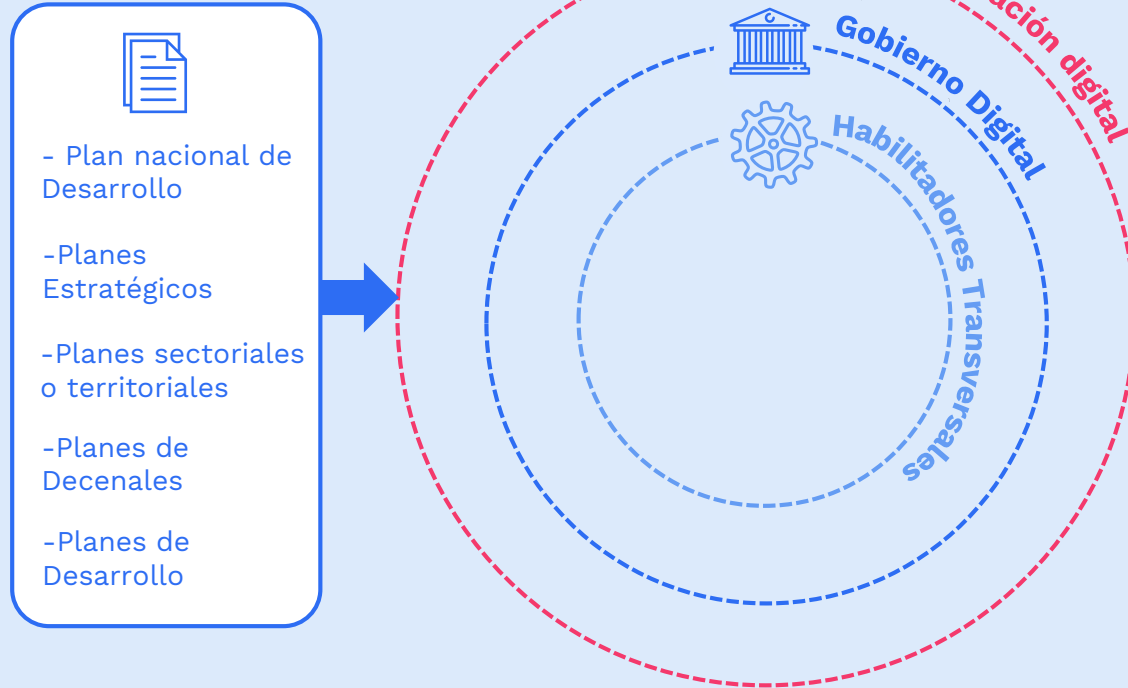 - Plan nacional de
Desarrollo
-Planes
Estratégicos
-Planes sectoriales
o territoriales
-Planes de
Decenales
-Planes de
Desarrollo
digital
Gobierno Digital
Habilitadores Transversales